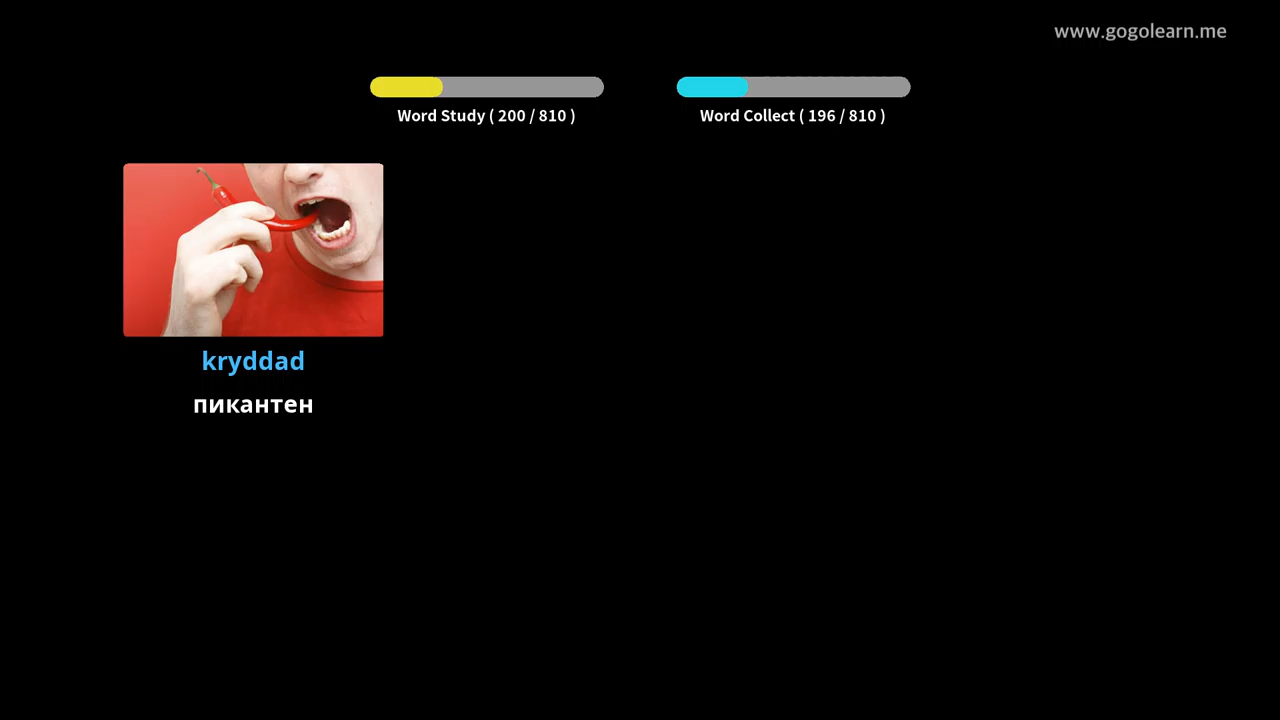 www.gogolearn.me
Word Study ( 200 / 810 )
Word Collect ( 196 / 810 )
kryddad
пикантен